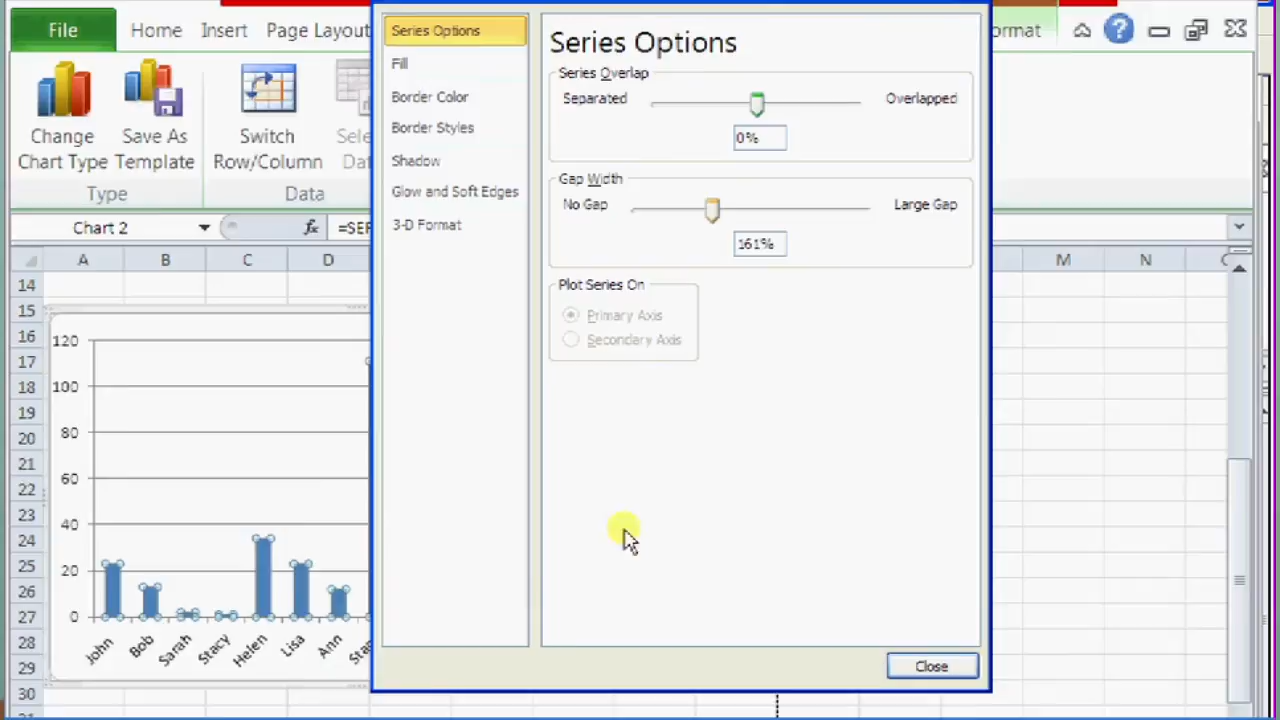 File Home Insert Page Layout
Change Chart Type
Save As Template
Switch Row/Column
Type
Data
Chart 2 fx
A B C D M N
14
15
16
17
18
19
20
21
22
23
24
25
26
27
28
29
30
120
100
80
60
40
20
0
John Bob Sarah Stacy Helen Lisa Ann
Series Options
Fill
Border Color
Border Styles
Shadow
Glow and Soft Edges
3-D Format
Series Options
Series Overlap
Separated Overlapped
0%
Gap Width
No Gap Large Gap
161%
Plot Series On
Primary Axis
Secondary Axis
Close